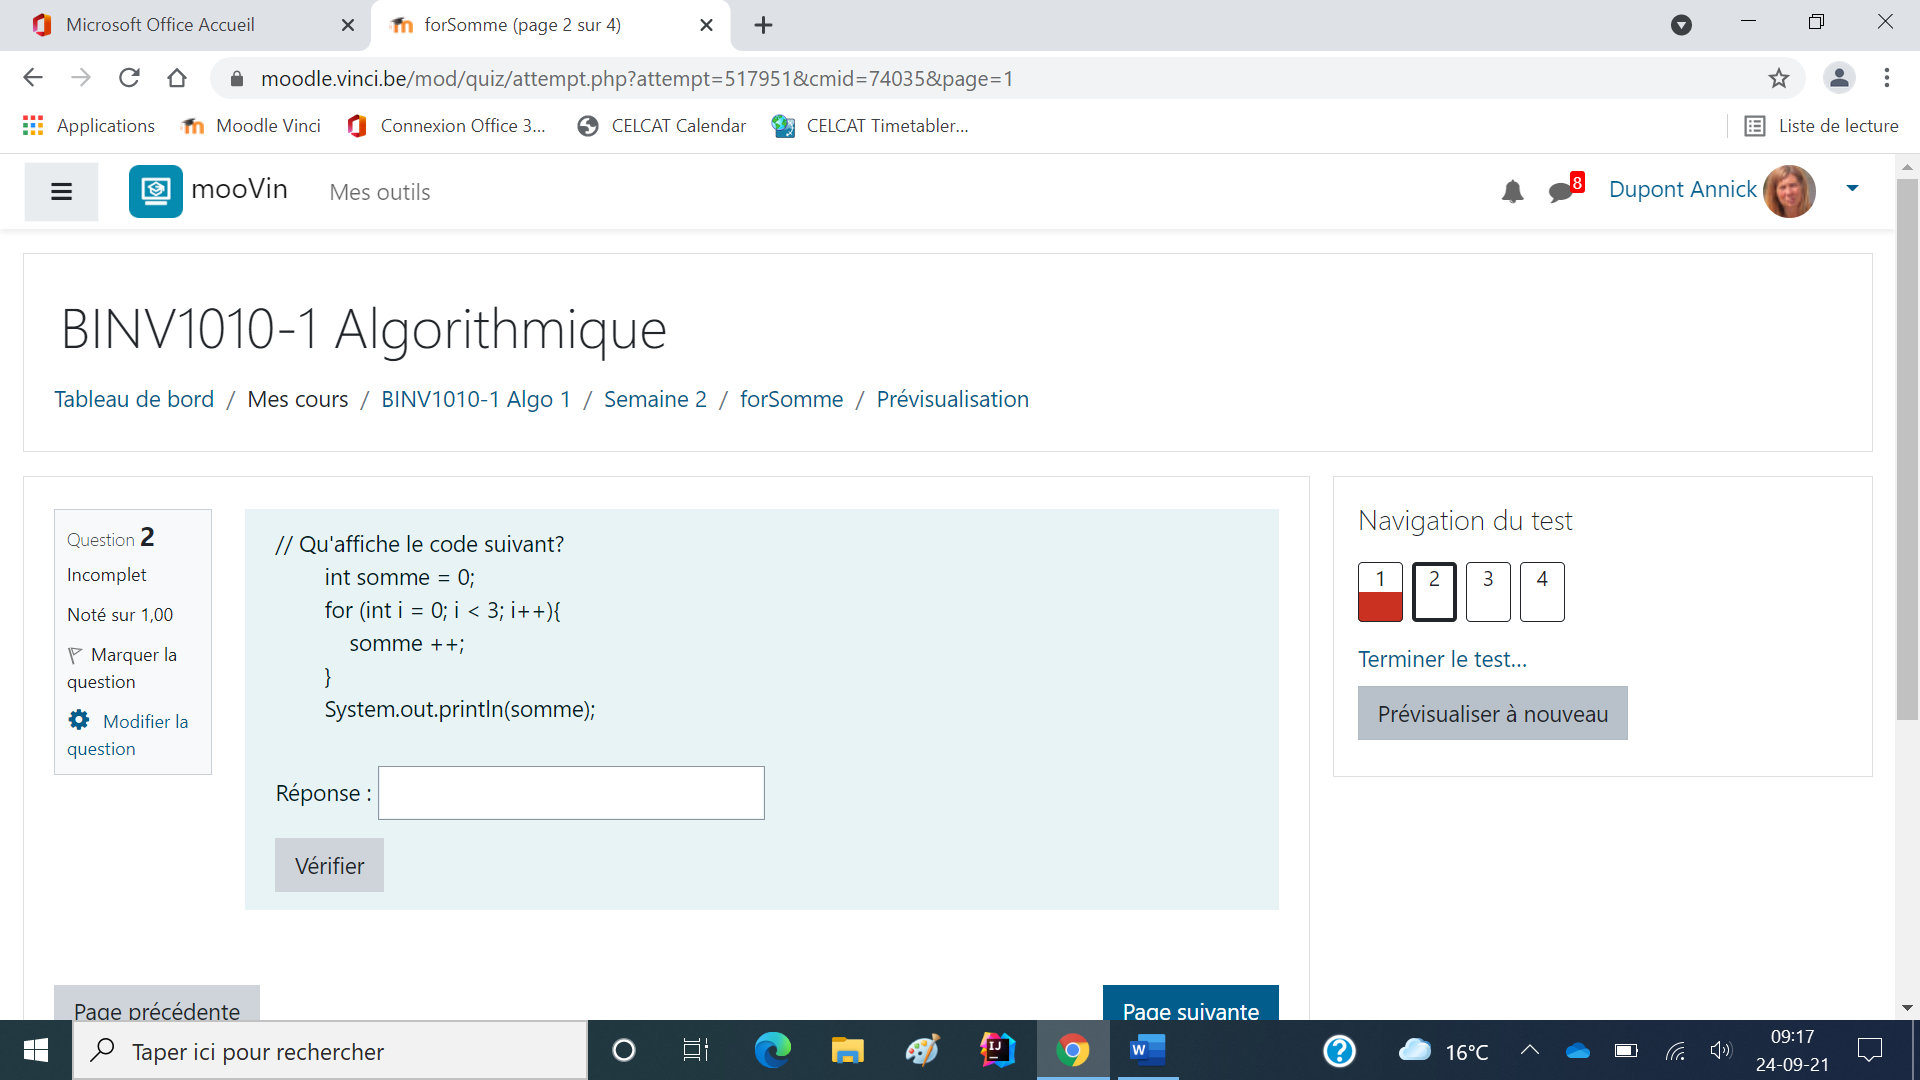 Microsoft Office Accueil
forSomme (page 2 sur 4)
moodle.vinci.be/mod/quiz/attempt.php?attempt=517951&cmid=74035&page=1
Applications
Moodle Vinci
Connexion Office 3...
CELCAT Calendar
CELCAT Timetabler...
Liste de lecture
mooVin
Mes outils
8
Dupont Annick
BINV1010-1 Algorithmique
Tableau de bord / Mes cours / BINV1010-1 Algo 1 / Semaine 2 / forSomme / Prévisualisation
Question 2
Incomplet
Noté sur 1,00
Marquer la
question
Modifier la
question
// Qu'affiche le code suivant?
int somme = 0;
for (int i = 0; i < 3; i++){
somme ++;
}
System.out.println(somme);
Réponse :
Vérifier
Navigation du test
1 2 3 4
Terminer le test...
Prévisualiser à nouveau
Page précédente
Page suivante
Taper ici pour rechercher
IJ
W
?
16°C
09:17
24-09-21